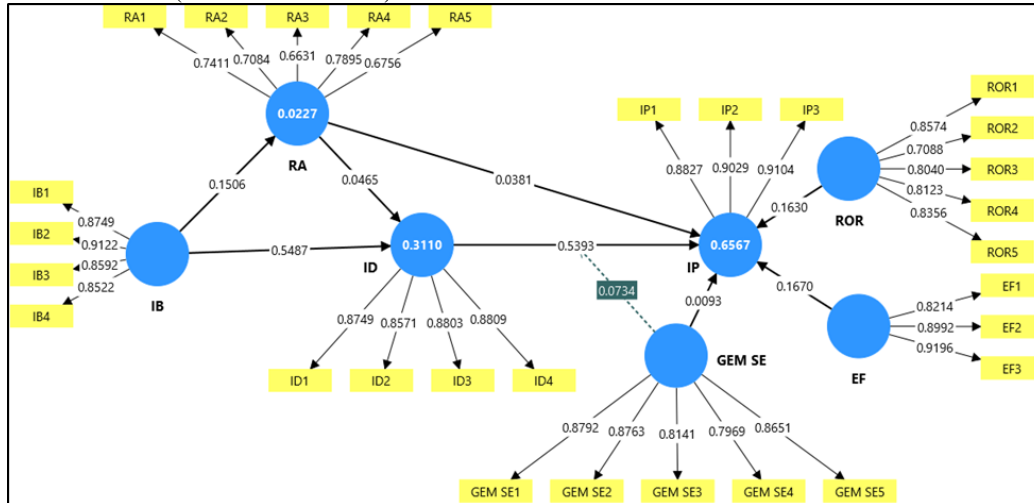 RA1 RA2 RA3 RA4 RA5
0.7411 0.7084 0.6631 0.7895 0.6756
0.0227
RA
IP1 IP2 IP3
0.8827 0.9029 0.9104
ROR1
ROR2
ROR3
ROR4
ROR5
0.8574
0.7088
0.8040
0.8123
0.8356
ROR
0.1506
0.0465
0.0381
0.1630
IB1
IB2
IB3
IB4
0.8749
0.9122
0.8592
0.8522
IB
0.5487
0.3110
ID
0.5393
0.6567
IP
0.0734
0.0093
0.1670
EF1
EF2
EF3
0.8214
0.8992
0.9196
EF
0.8749 0.8571 0.8803 0.8809
ID1 ID2 ID3 ID4
GEM SE
0.8792 0.8763 0.8141 0.7969 0.8651
GEM SE1 GEM SE2 GEM SE3 GEM SE4 GEM SE5